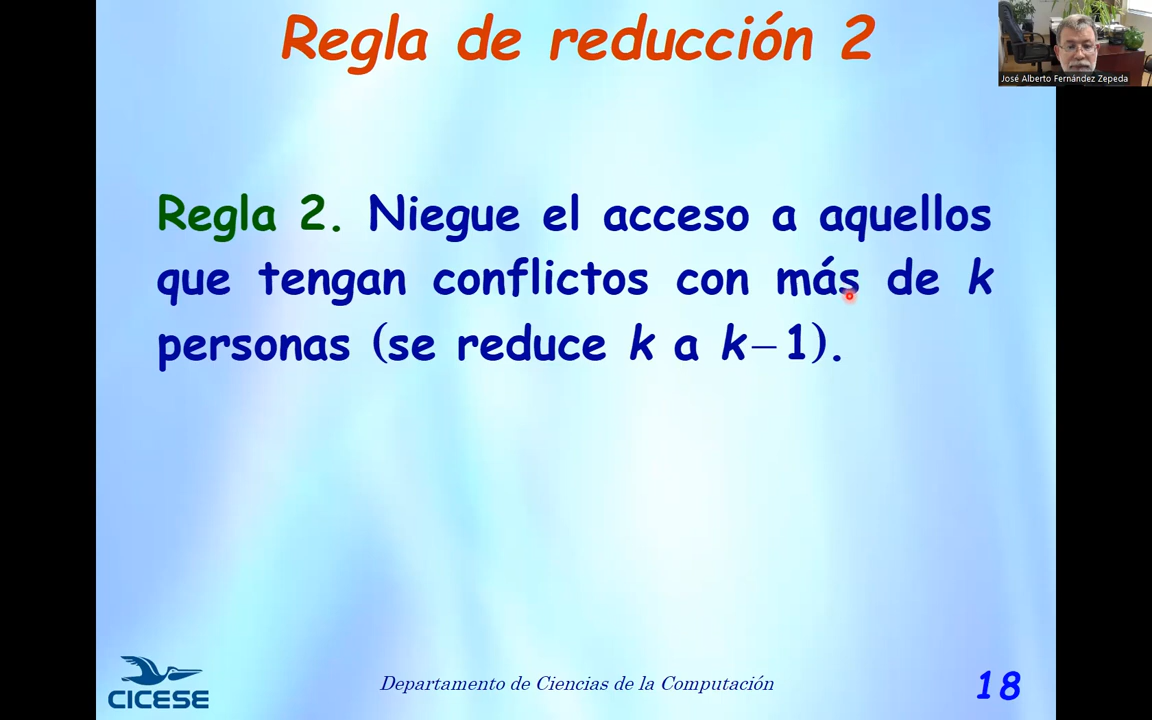 Regla de reducción 2
José Alberto Fernández Zepeda
Regla 2. Niegue el acceso a aquellos
que tengan conflictos con más de k
personas (se reduce k a k–1).
CICESE
Departamento de Ciencias de la Computación
18